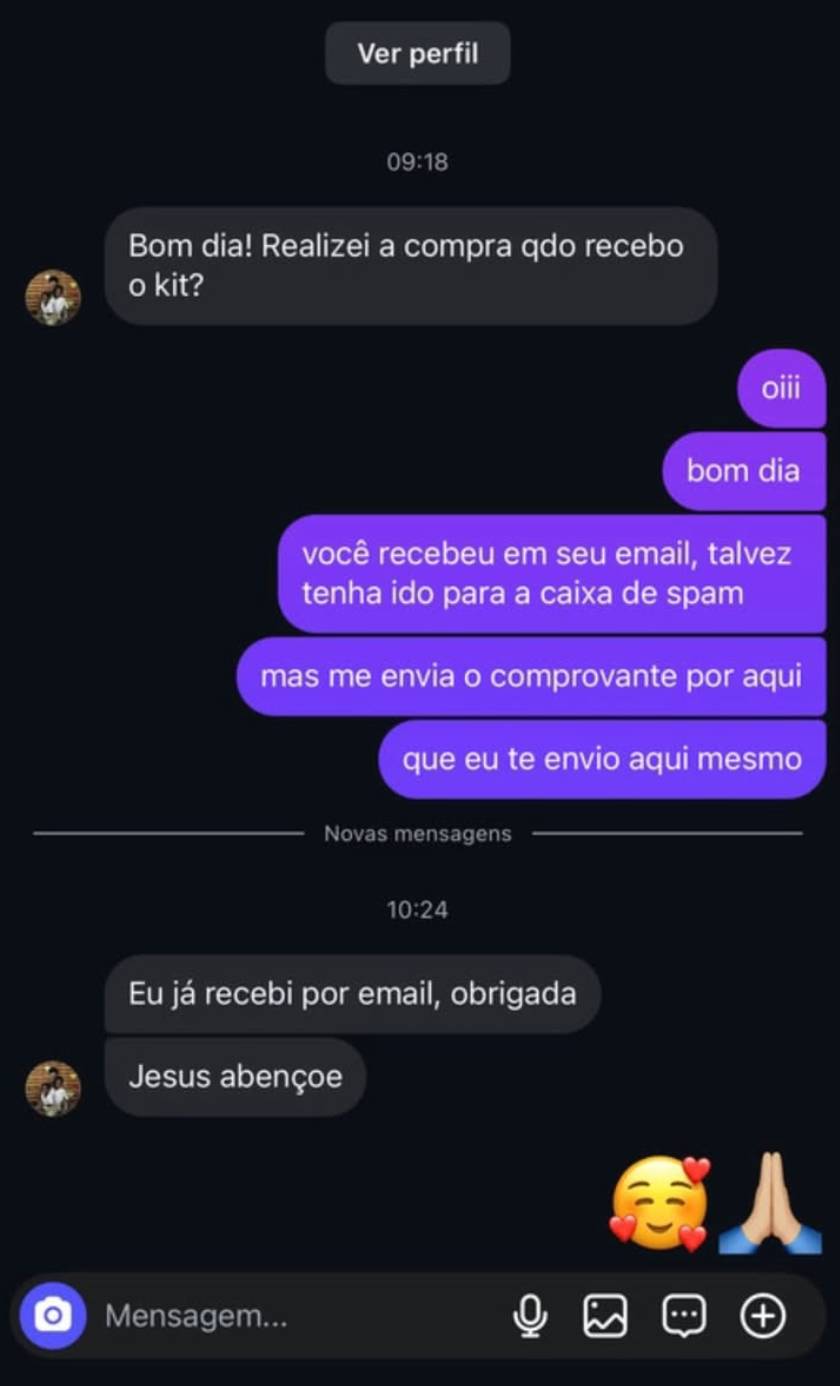 Ver perfil
09:18
Bom dia! Realizei a compra qdo recebo
o kit?
oiii
bom dia
você recebeu em seu email, talvez
tenha ido para a caixa de spam
mas me envia o comprovante por aqui
que eu te envio aqui mesmo
Novas mensagens
10:24
Eu já recebi por email, obrigada
Jesus abençoe
Mensagem...